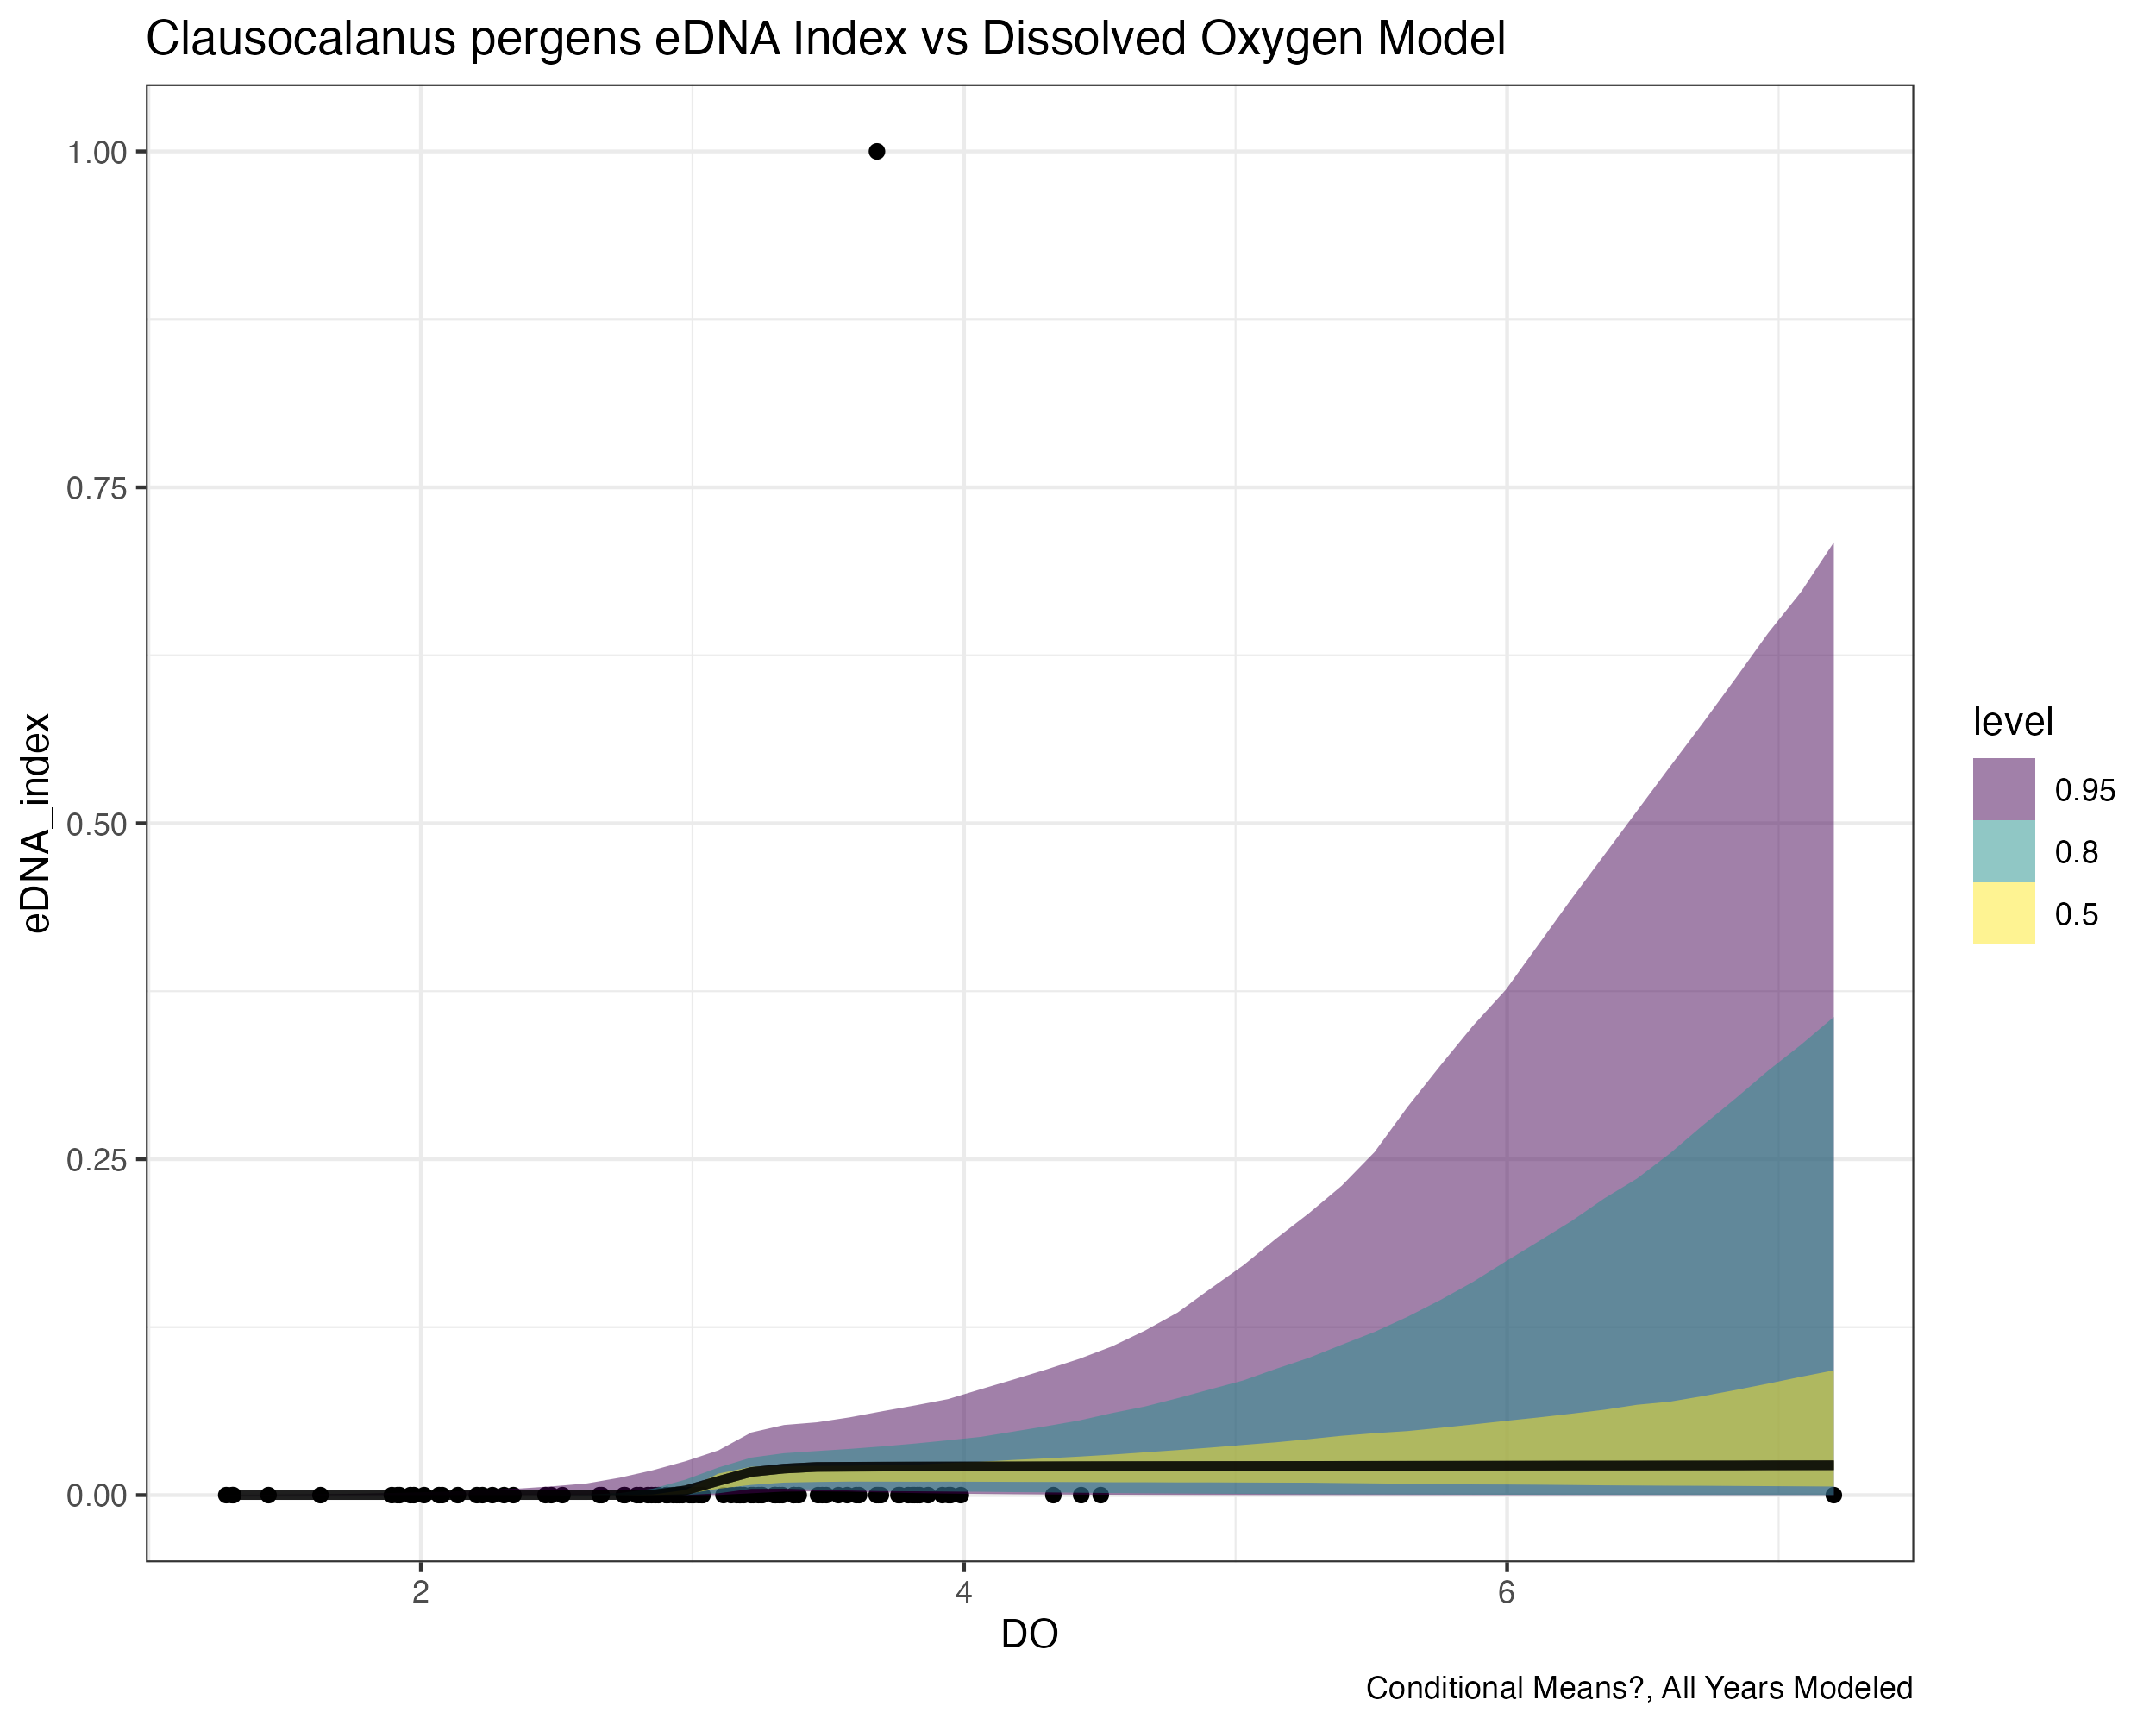 Clausocalanus pergens eDNA Index vs Dissolved Oxygen Model
1.00
0.75
0.50
0.25
0.00
eDNA_index
2
4
6
DO
level
0.95
0.8
0.5
Conditional Means?, All Years Modeled